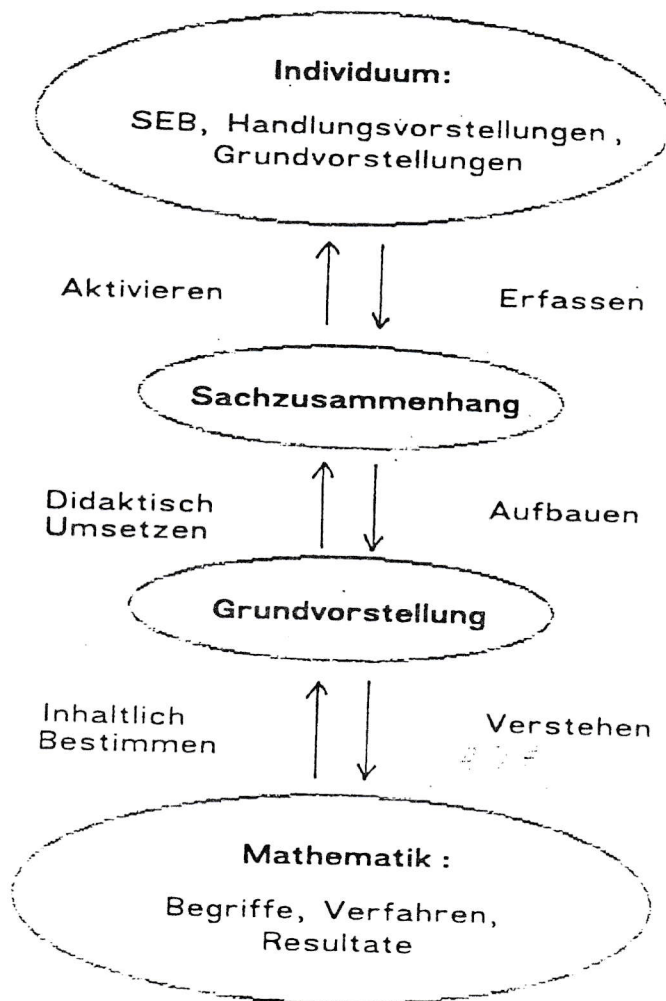 Individuum:
SEB, Handlungsvorstellungen,
Grundvorstellungen
Aktivieren
Erfassen
Sachzusammenhang
Didaktisch
Umsetzen
Aufbauen
Grundvorstellung
Inhaltlich
Bestimmen
Verstehen
Mathematik :
Begriffe, Verfahren,
Resultate